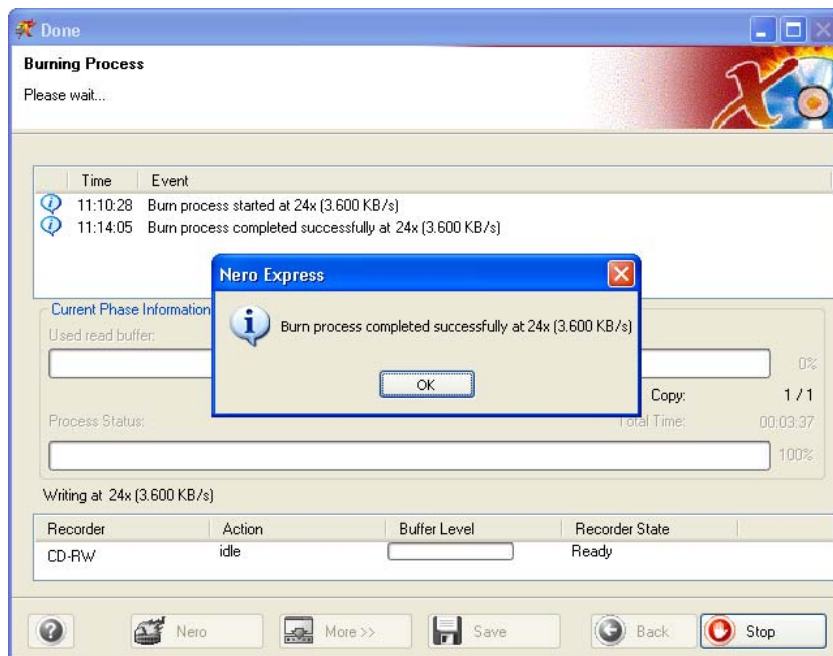 Done
Burning Process
Please wait...
Time Event
11:10:28 Burn process started at 24x (3.600 KB/s)
11:14:05 Burn process completed successfully at 24x (3.600 KB/s)
Nero Express
Burn process completed successfully at 24x (3.600 KB/s)
OK
Current Phase Information
Used read buffer:
0%
Copy: 1 / 1
Process Status: Total Time: 00:03:37
100%
Writing at 24x (3.600 KB/s)
Recorder Action Buffer Level Recorder State
CD-RW idle Ready
Nero More >> Save Back Stop